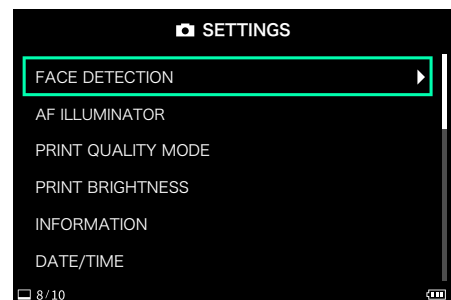 SETTINGS
FACE DETECTION
AF ILLUMINATOR
PRINT QUALITY MODE
PRINT BRIGHTNESS
INFORMATION
DATE/TIME
8/10